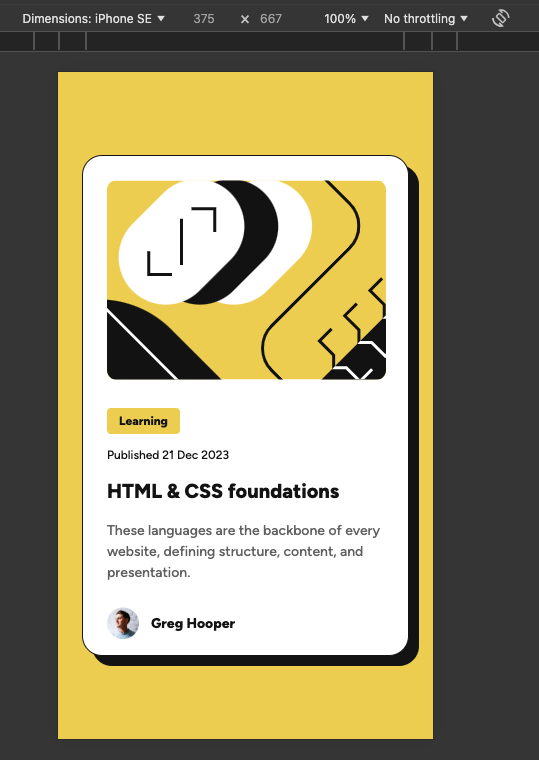 Dimensions: iPhone SE 375 × 667 100% No throttling
Learning
Published 21 Dec 2023
HTML & CSS foundations
These languages are the backbone of every
website, defining structure, content, and
presentation.
Greg Hooper